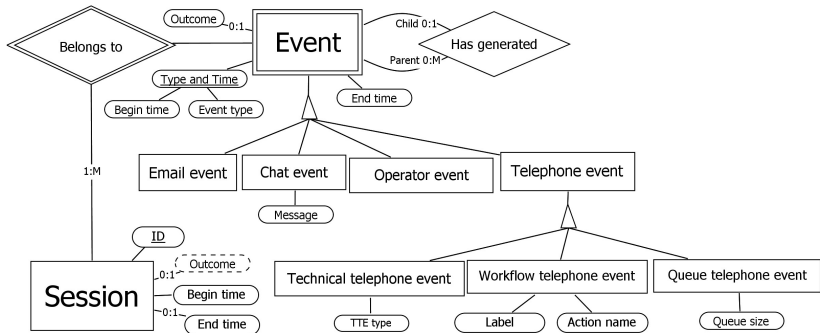 Outcome
0:1
Event
Child 0:1
Has generated
Parent 0:M
Belongs to
Type and Time
Begin time
Event type
End time
1:M
Email event
Chat event
Operator event
Telephone event
Message
ID
Outcome
0:1
Session
Begin time
0:1
End time
Technical telephone event
Workflow telephone event
Queue telephone event
TTE type
Label
Action name
Queue size